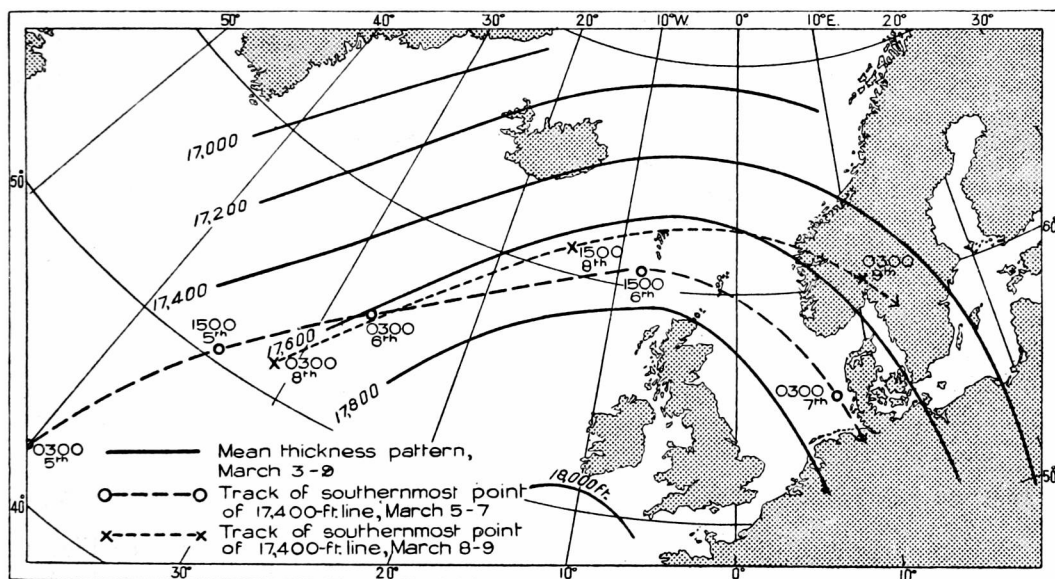 50° 40° 30° 20° 10°W. 0° 10°E. 20° 30°
17,000
50°
17,200
60°
17,400
1500
8th
0300
9th
1500
6th
1500
5th
17,600
0300
6th
0300
8th
17,800
0300
7th
0300
5th
Mean thickness pattern,
March 3-9
18,000 ft.
50°
Track of southernmost point
of 17,400-ft. line, March 5-7
40°
Track of southernmost point
of 17,400-ft. line, March 8-9
30° 20° 10° 0° 10°